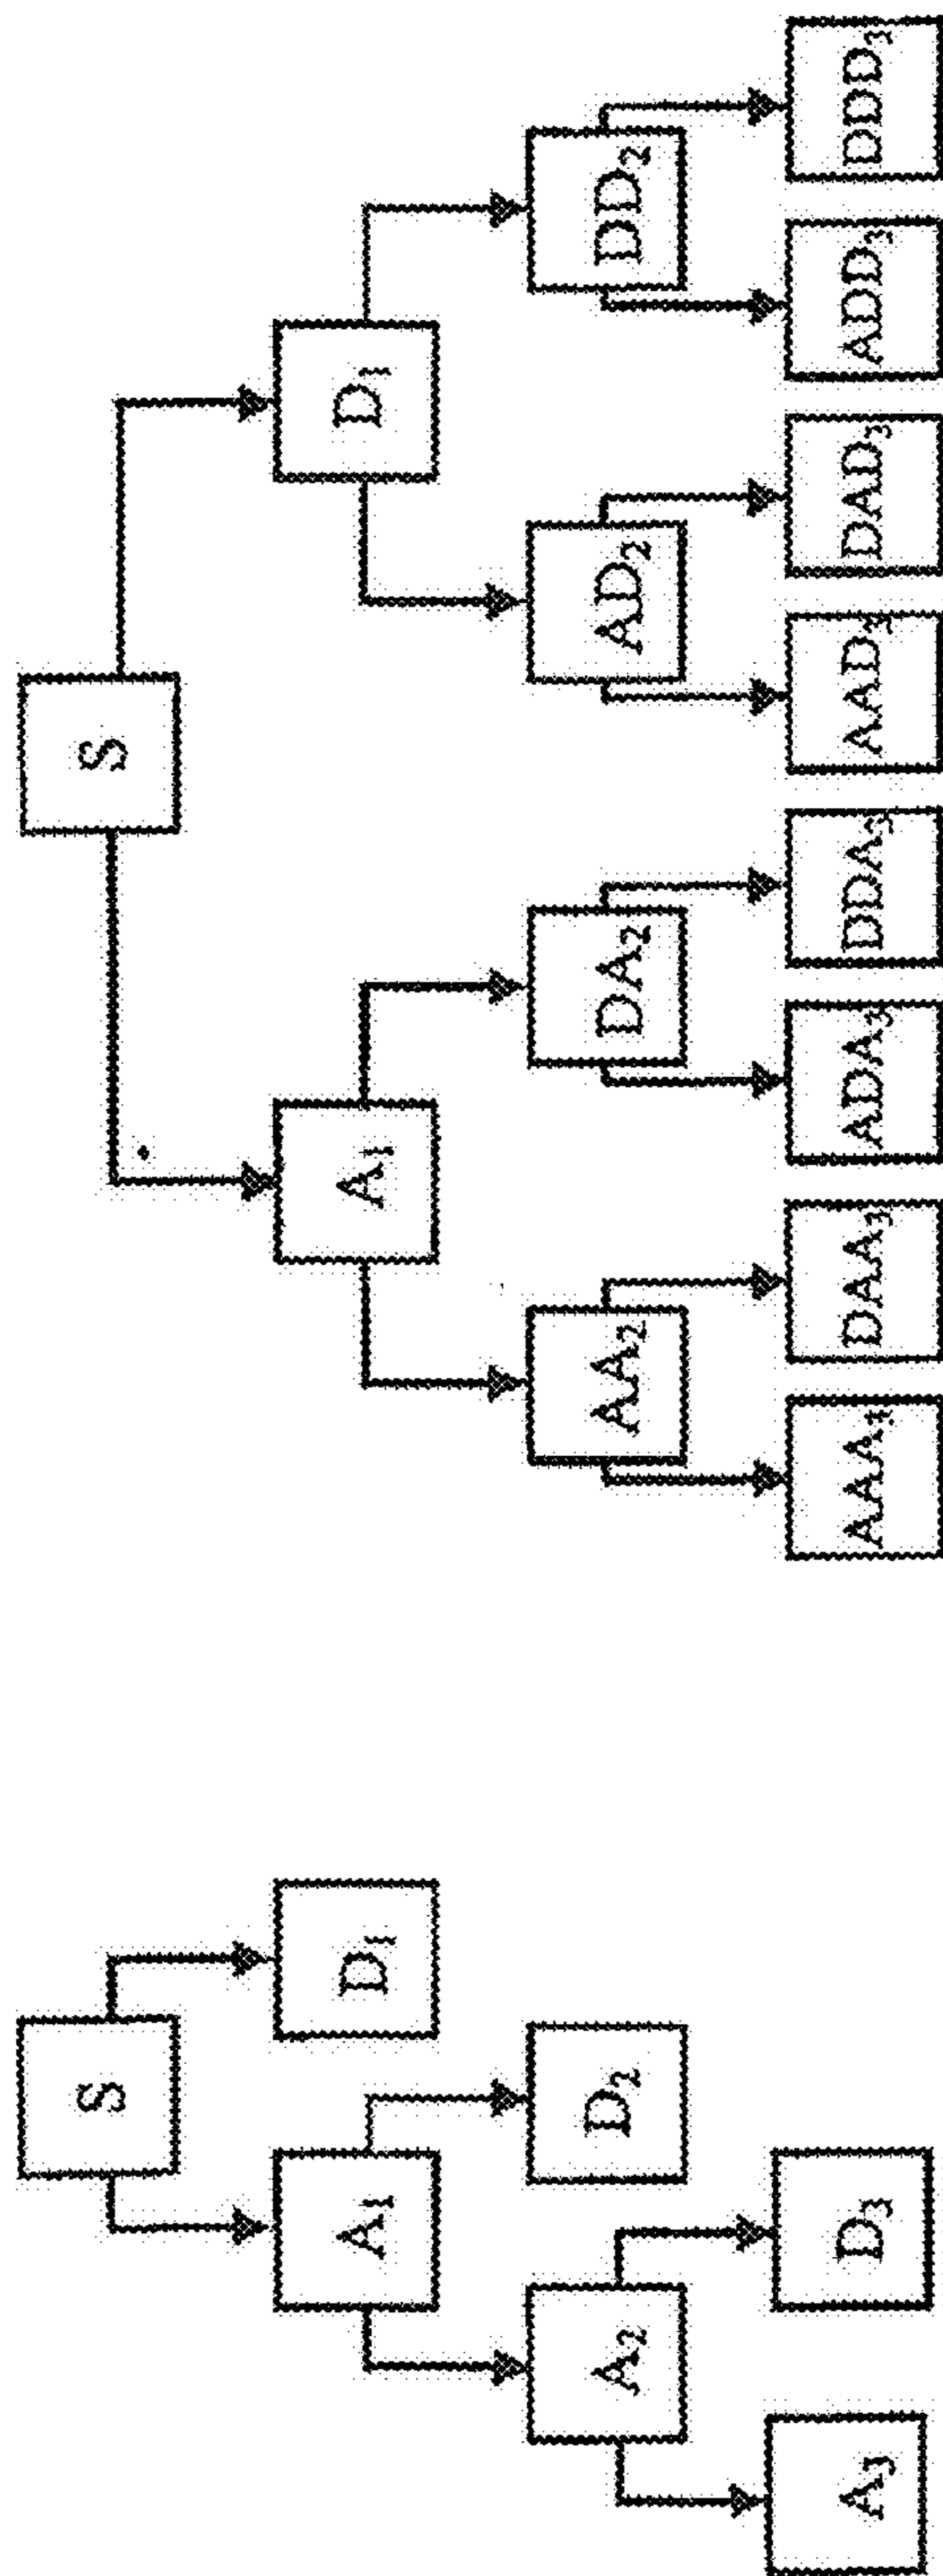 S
A₁
D₁
A₂
D₂
A₃
D₃
S
A₁
D₁
AA₂
DA₂
AD₂
DD₂
AAA₃
DAA₃
ADA₃
DDA₃
AAD₃
DAD₃
ADD₃
DDD₃